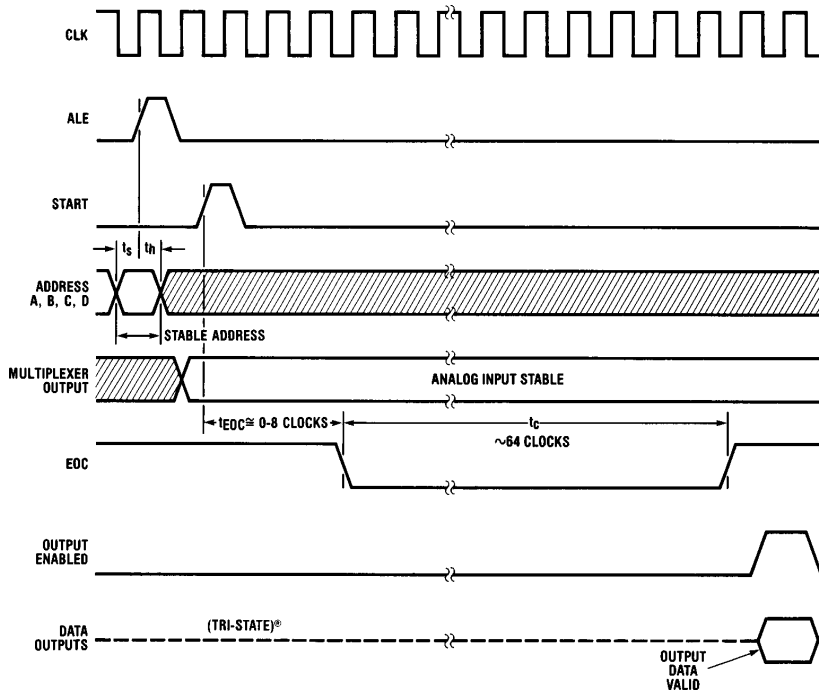 CLK
ALE
START
ts
th
ADDRESS
A, B, C, D
STABLE ADDRESS
MULTIPLEXER
OUTPUT
ANALOG INPUT STABLE
tEOC ≅ 0-8 CLOCKS
tc
~64 CLOCKS
EOC
OUTPUT
ENABLED
(TRI-STATE)®
DATA
OUTPUTS
OUTPUT
DATA
VALID